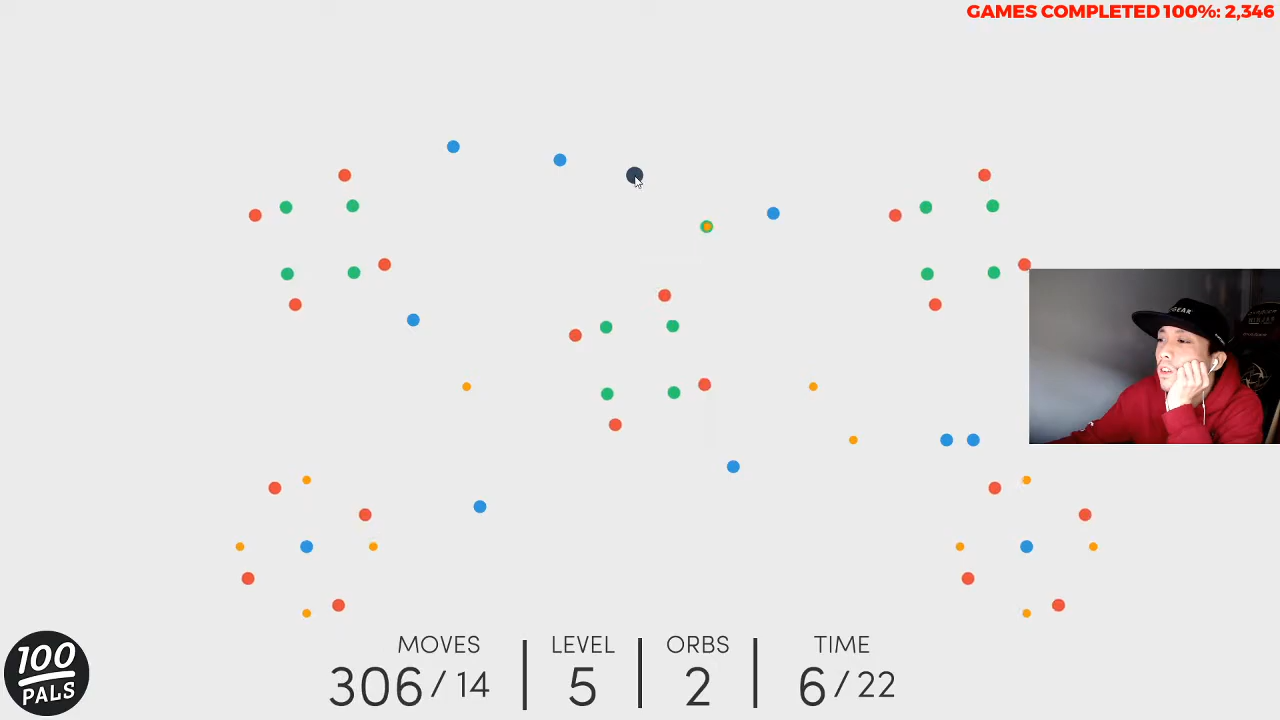 GAMES COMPLETED 100%: 2,346
MOVES
306/14
LEVEL
5
ORBS
2
TIME
6/22
100
PALS